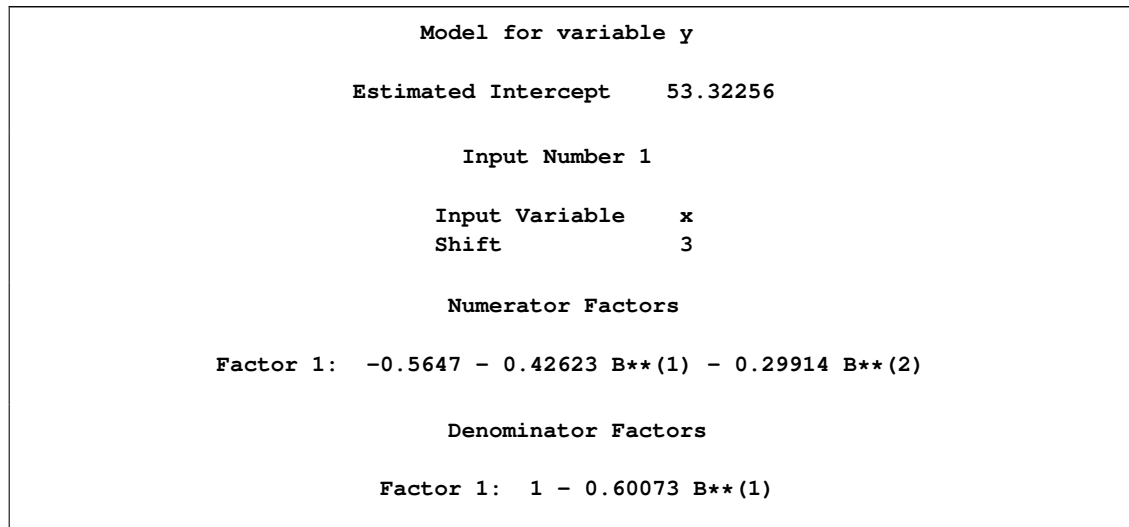 Model for variable y
Estimated Intercept 53.32256
Input Number 1
Input Variable x
Shift 3
Numerator Factors
Factor 1: -0.5647 - 0.42623 B**(1) - 0.29914 B**(2)
Denominator Factors
Factor 1: 1 - 0.60073 B**(1)